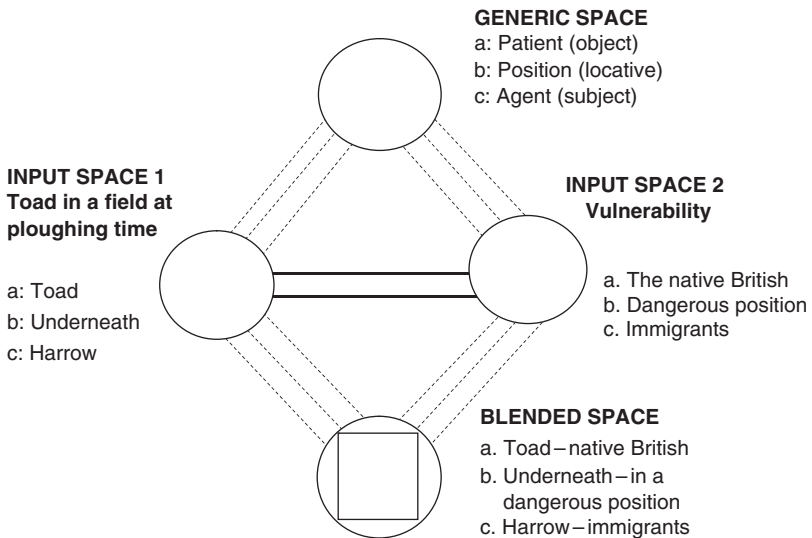 GENERIC SPACE
a: Patient (object)
b: Position (locative)
c: Agent (subject)
INPUT SPACE 1
Toad in a field at
ploughing time
a: Toad
b: Underneath
c: Harrow
INPUT SPACE 2
Vulnerability
a. The native British
b. Dangerous position
c. Immigrants
BLENDED SPACE
a. Toad–native British
b. Underneath–in a
dangerous position
c. Harrow–immigrants